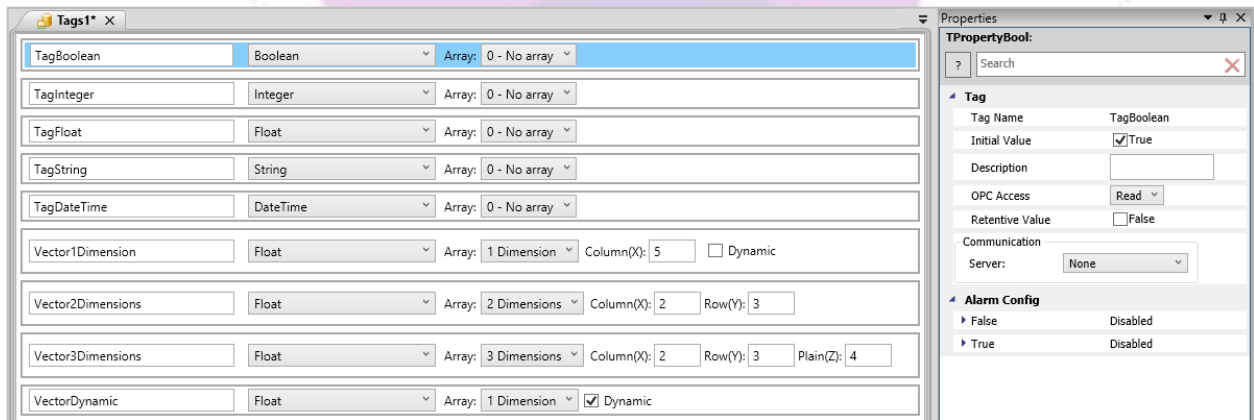 Tags1*
TagBoolean Boolean Array: 0 - No array
TagInteger Integer Array: 0 - No array
TagFloat Float Array: 0 - No array
TagString String Array: 0 - No array
TagDateTime DateTime Array: 0 - No array
Vector1Dimension Float Array: 1 Dimension Column(X): 5 Dynamic
Vector2Dimensions Float Array: 2 Dimensions Column(X): 2 Row(Y): 3
Vector3Dimensions Float Array: 3 Dimensions Column(X): 2 Row(Y): 3 Plain(Z): 4
VectorDynamic Float Array: 1 Dimension Dynamic
Properties
TPropertyBool:
? Search
Tag
Tag Name TagBoolean
Initial Value True
Description
OPC Access Read
Retentive Value False
Communication
Server: None
Alarm Config
False Disabled
True Disabled